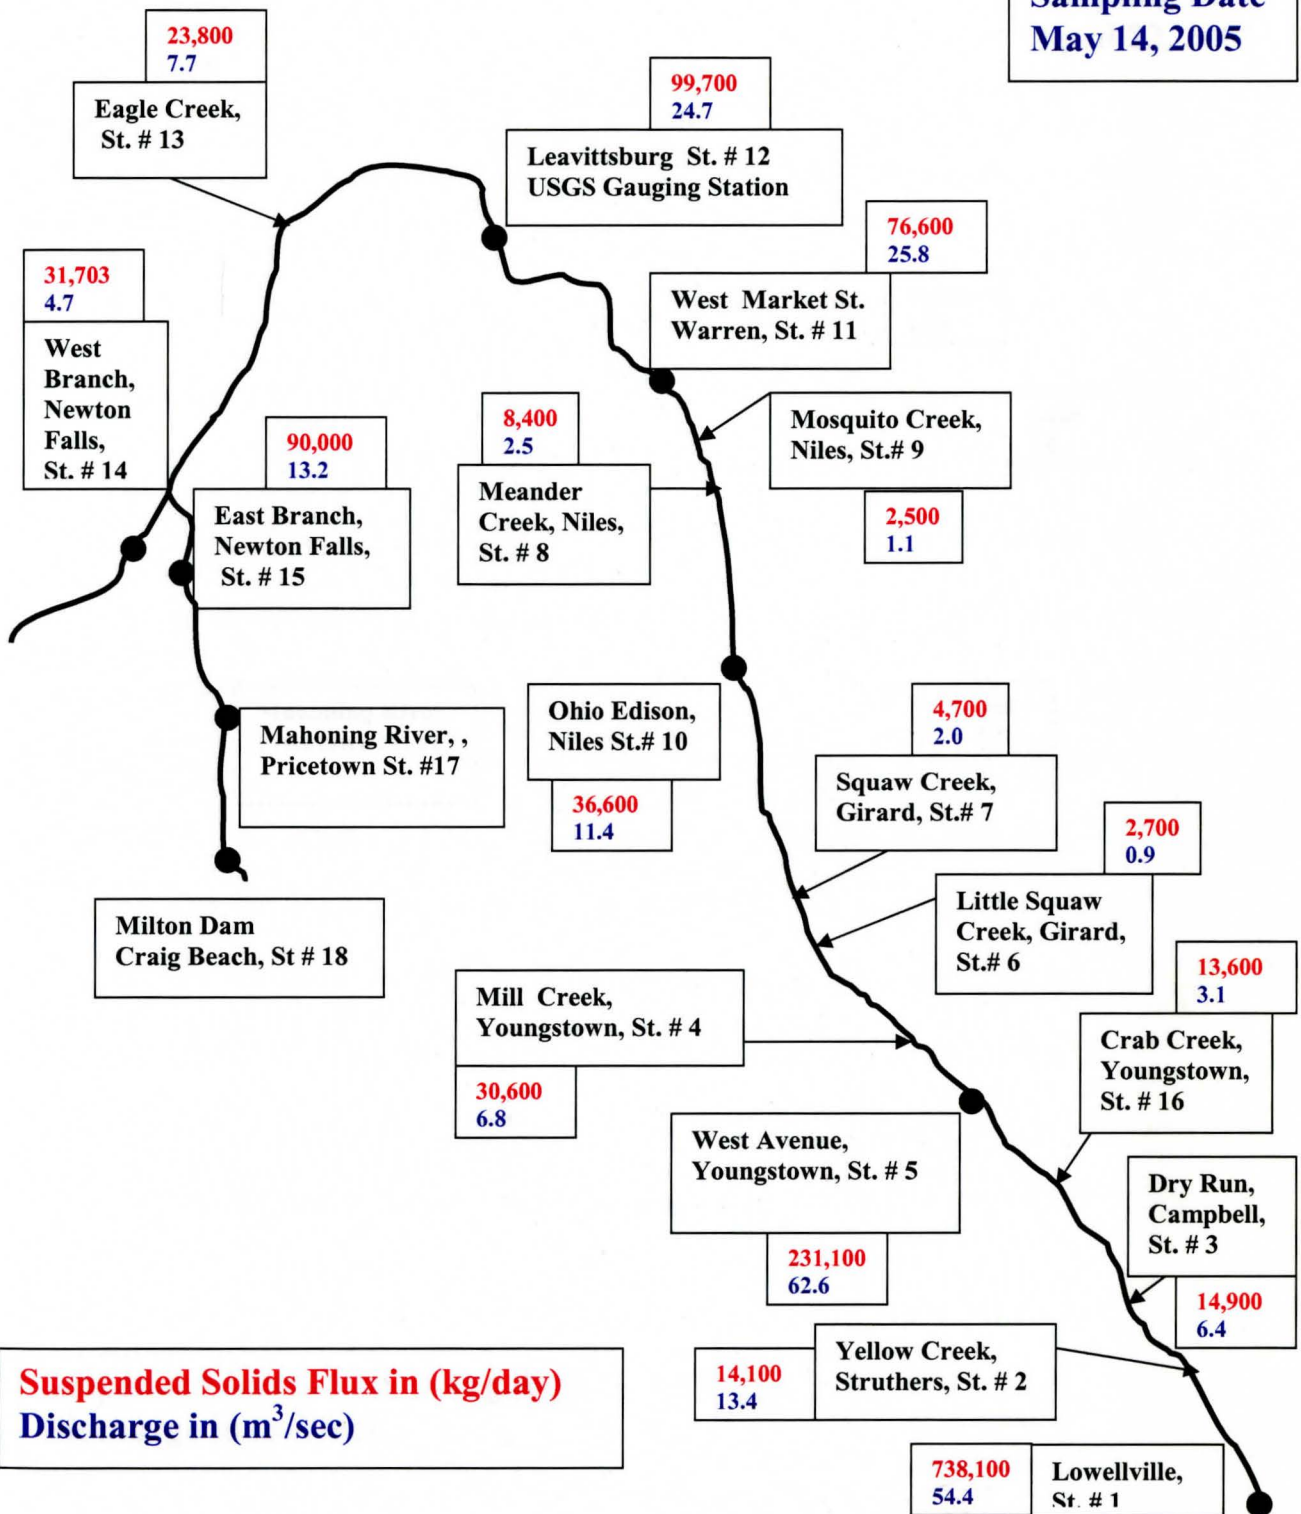 Sampling Date
May 14, 2005
23,800
7.7
Eagle Creek,
St. # 13
99,700
24.7
Leavittsburg St. # 12
USGS Gauging Station
76,600
25.8
West Market St.
Warren, St. # 11
31,703
4.7
West
Branch,
Newton
Falls,
St. # 14
90,000
13.2
East Branch,
Newton Falls,
St. # 15
8,400
2.5
Meander
Creek, Niles,
St. # 8
Mosquito Creek,
Niles, St.# 9
2,500
1.1
Mahoning River, ,
Pricetown St. #17
Ohio Edison,
Niles St.# 10
36,600
11.4
4,700
2.0
Squaw Creek,
Girard, St.# 7
2,700
0.9
Little Squaw
Creek, Girard,
St.# 6
Milton Dam
Craig Beach, St # 18
Mill Creek,
Youngstown, St. # 4
30,600
6.8
13,600
3.1
Crab Creek,
Youngstown,
St. # 16
West Avenue,
Youngstown, St. # 5
231,100
62.6
Dry Run,
Campbell,
St. # 3
14,900
6.4
14,100
13.4
Yellow Creek,
Struthers, St. # 2
Suspended Solids Flux in (kg/day)
Discharge in (m³/sec)
738,100
54.4
Lowellville,
St. # 1